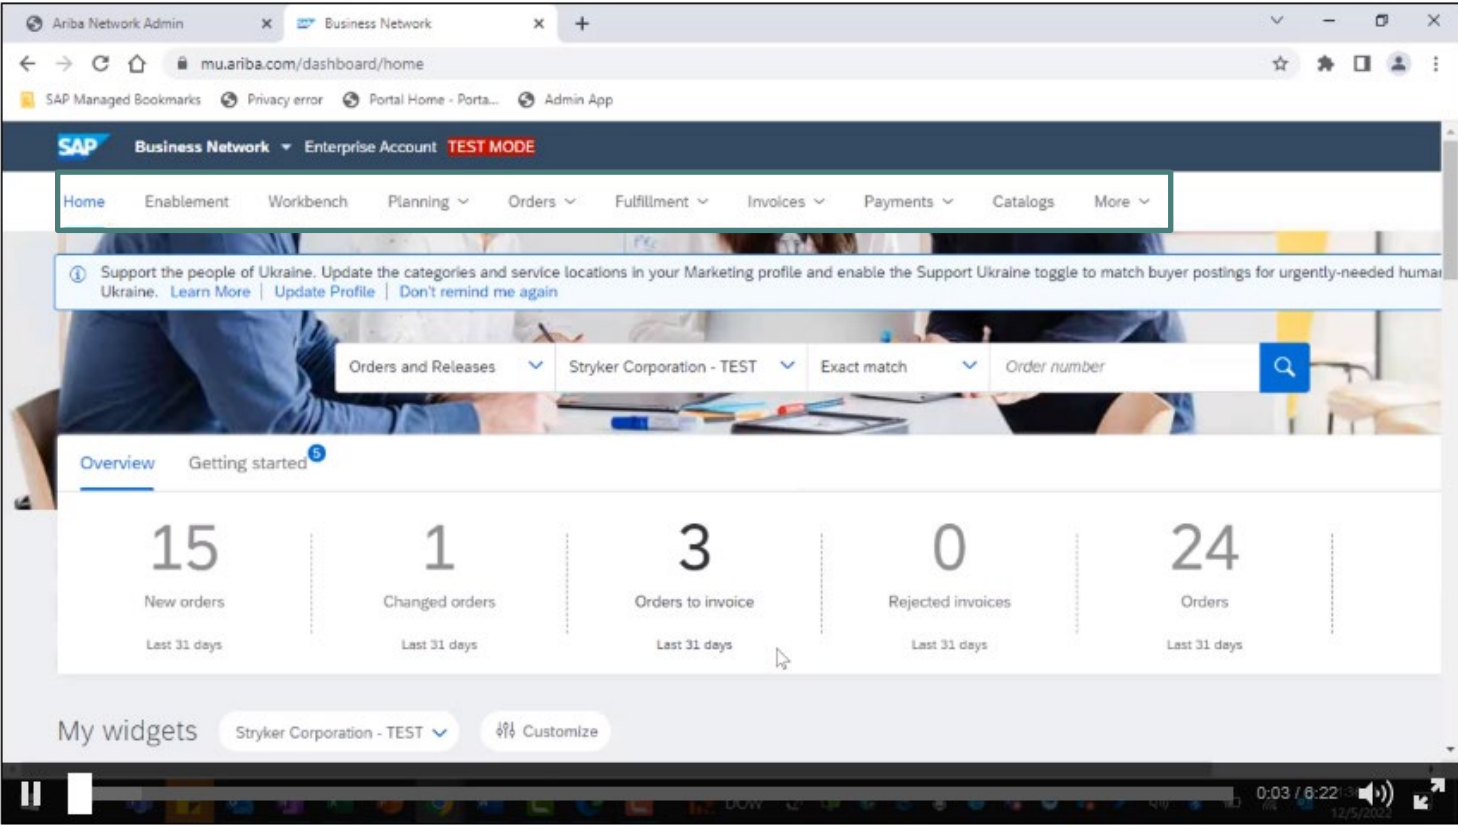 Ariba Network Admin
Business Network
mu.ariba.com/dashboard/home
SAP Managed Bookmarks Privacy error Portal Home - Porta... Admin App
SAP Business Network Enterprise Account TEST MODE
Home Enablement Workbench Planning Orders Fulfillment Invoices Payments Catalogs More
Support the people of Ukraine. Update the categories and service locations in your Marketing profile and enable the Support Ukraine toggle to match buyer postings for urgently-needed humar
Ukraine. Learn More | Update Profile | Don't remind me again
Orders and Releases Stryker Corporation - TEST Exact match Order number
Overview Getting started 5
15 1 3 0 24
New orders Changed orders Orders to invoice Rejected invoices Orders
Last 31 days Last 31 days Last 31 days Last 31 days Last 31 days
My widgets Stryker Corporation - TEST Customize
0:03 / 6:22
12/5/2022